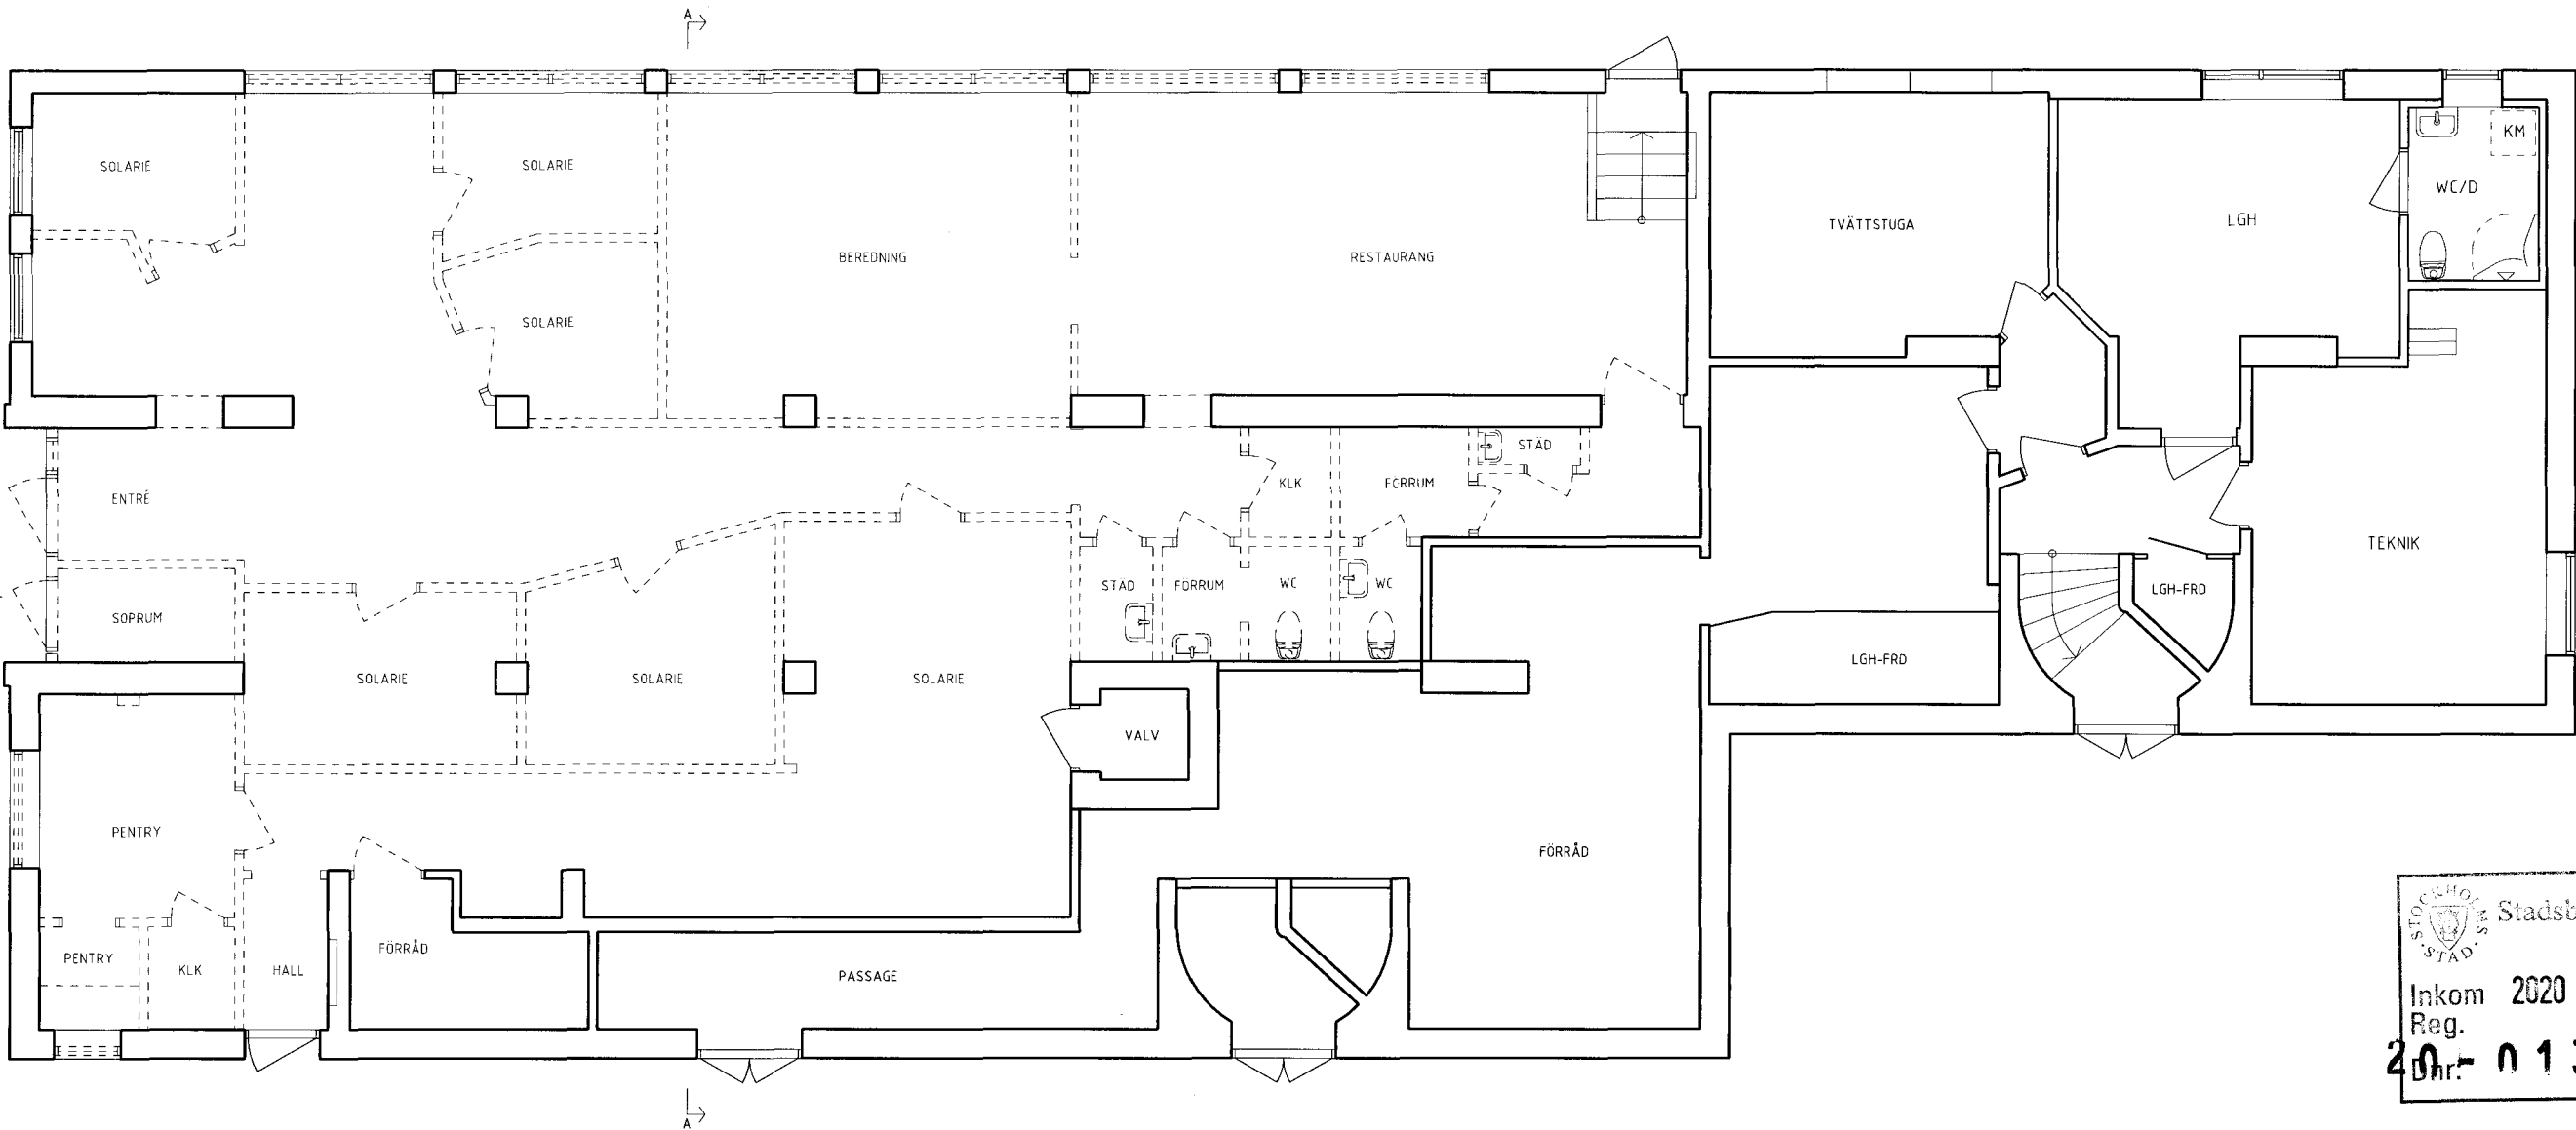 A
SOLARIE
SOLARIE
SOLARIE
BEREDNING
RESTAURANG
TVÄTTSTUGA
LGH
WC/D
KM
ENTRÉ
SOPRUM
KLK
FÖRRUM
STÄD
STÄD
FÖRRUM
WC
WC
SOLARIE
SOLARIE
SOLARIE
VALV
LGH-FRD
LGH-FRD
TEKNIK
PENTRY
PENTRY
KLK
HALL
FÖRRÅD
PASSAGE
FÖRRÅD
A
STOCKHOLMS STAD
Inkom 2020
Reg.
Dnr.